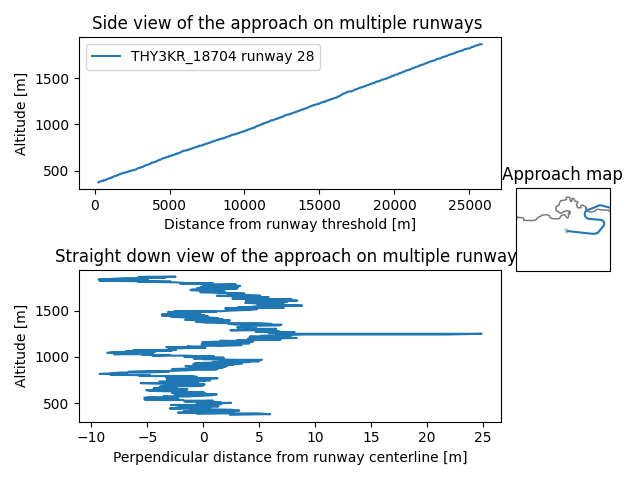 Side view of the approach on multiple runways
THY3KR_18704 runway 28
Altitude [m]
1500
1000
500
0 5000 10000 15000 20000 25000
Distance from runway threshold [m]
Approach map
Straight down view of the approach on multiple runway
Altitude [m]
1500
1000
500
−10 −5 0 5 10 15 20 25
Perpendicular distance from runway centerline [m]